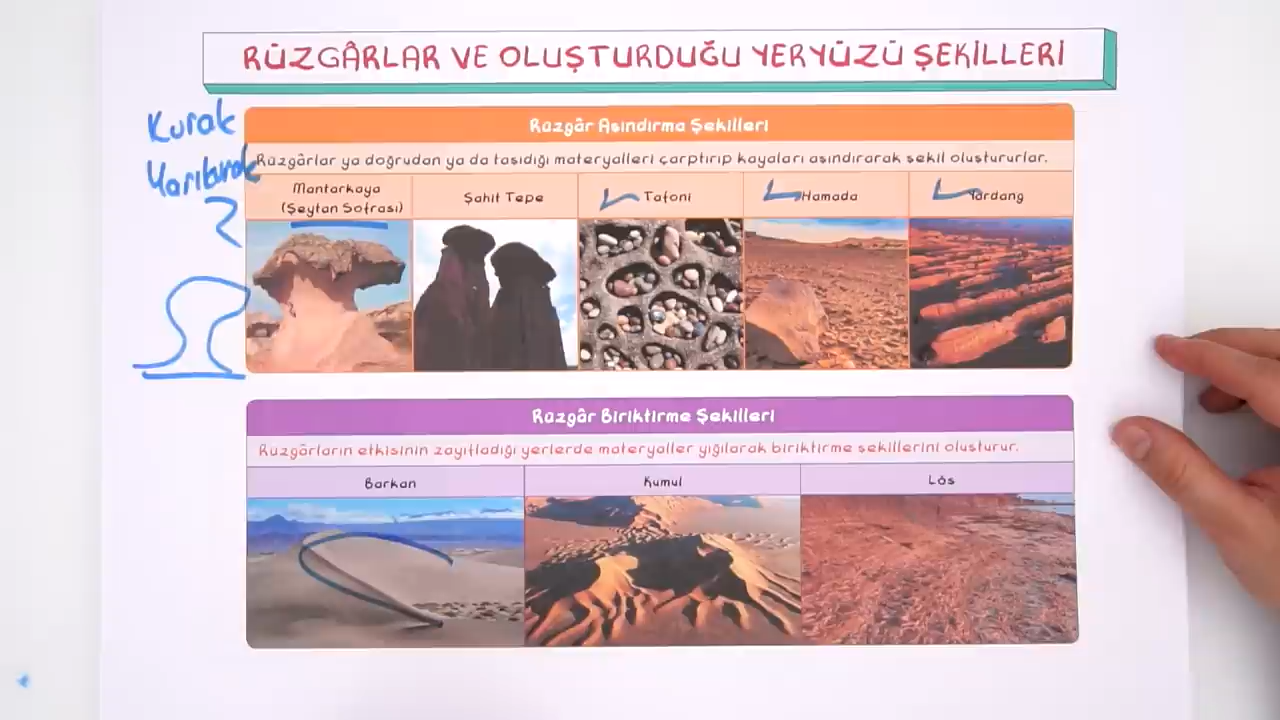 RÜZGÂRLAR VE OLUŞTURDUĞU YERYÜZÜ ŞEKİLLERİ
Kurak
Yarıkurak
Rüzgâr Aşındırma Şekilleri
Rüzgârlar ya doğrudan ya da taşıdığı materyalleri çarptırıp kayaları aşındırarak şekil oluştururlar.
Mantarkaya
(Şeytan Sofrası)
Şahit Tepe
Tafoni
Hamada
Yardang
Rüzgâr Biriktirme Şekilleri
Rüzgârların etkisinin zayıfladığı yerlerde materyaller yığılarak biriktirme şekillerini oluşturur.
Barkan
Kumul
Lös